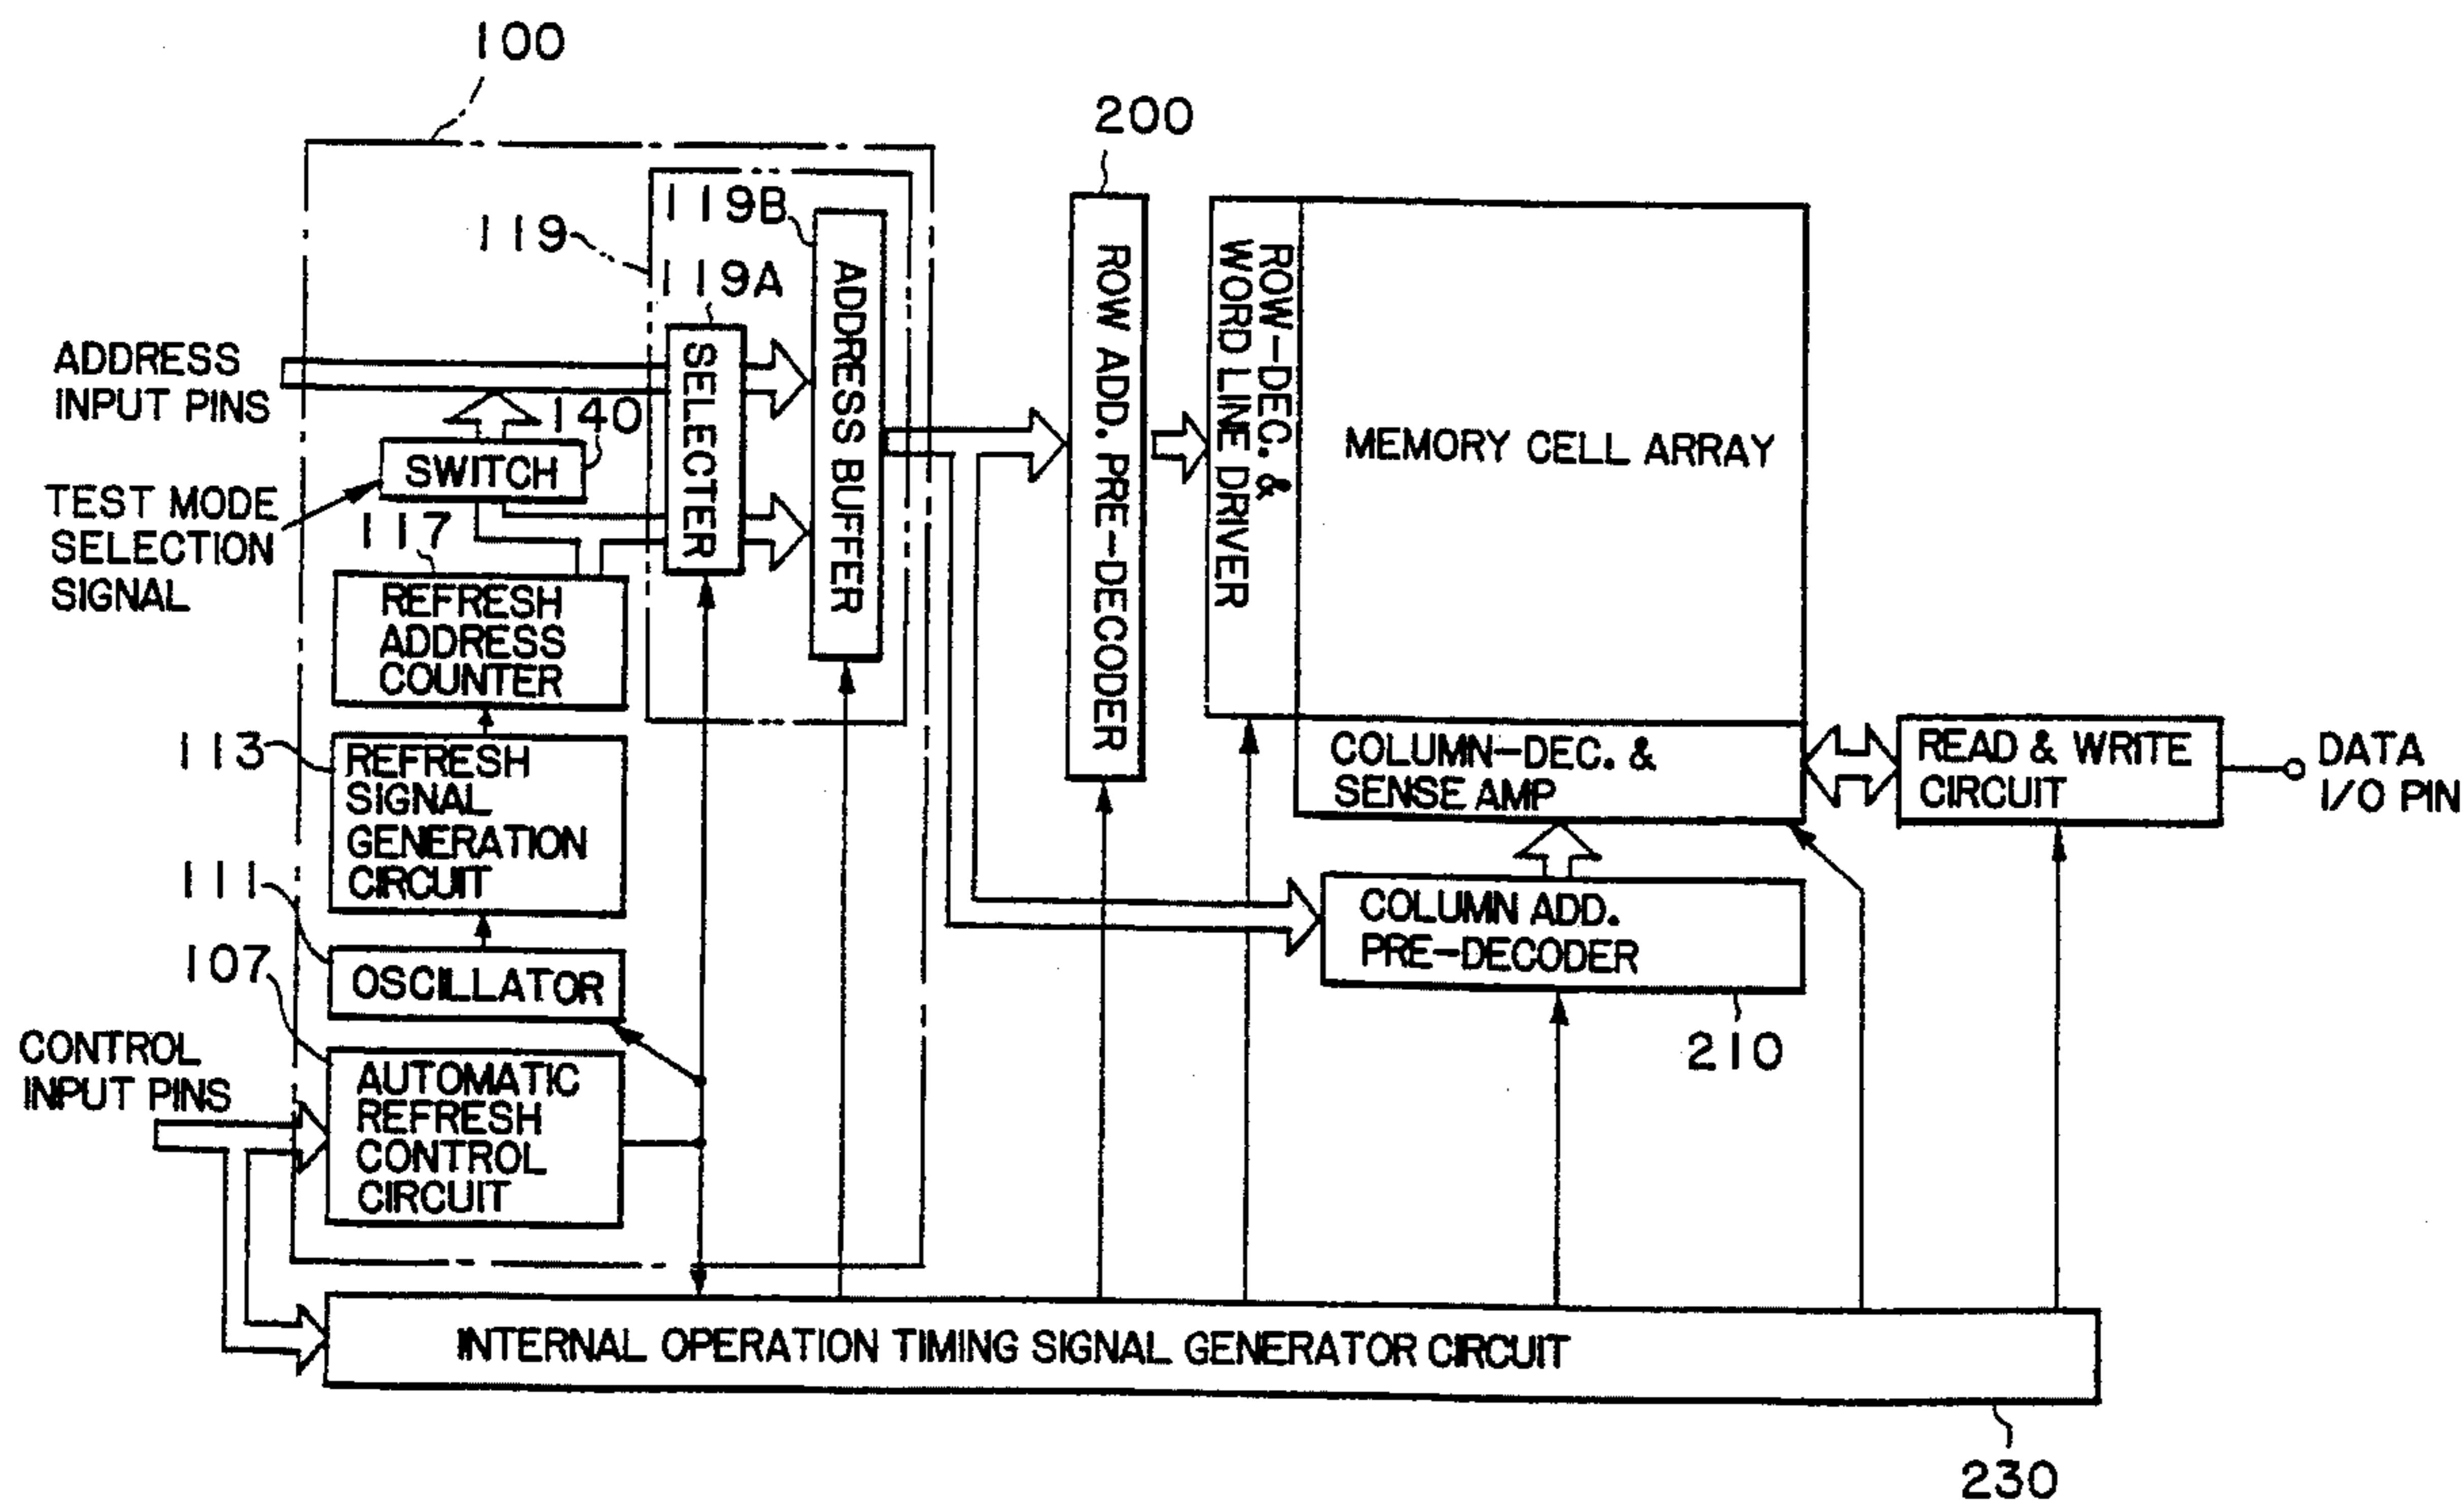 100
200
119B
119
119A
ADDRESS
INPUT PINS
140
SWITCH
TEST MODE
SELECTION
SIGNAL
117
SELECTER
ADDRESS BUFFER
ROW ADD. PRE-DECODER
ROW-DEC. &
WORD LINE DRIVER
MEMORY CELL ARRAY
REFRESH
ADDRESS
COUNTER
113
REFRESH
SIGNAL
GENERATION
CIRCUIT
COLUMN-DEC. &
SENSE AMP
READ & WRITE
CIRCUIT
DATA
I/O PIN
111
OSCILLATOR
107
COLUMN ADD.
PRE-DECODER
210
CONTROL
INPUT PINS
AUTOMATIC
REFRESH
CONTROL
CIRCUIT
INTERNAL OPERATION TIMING SIGNAL GENERATOR CIRCUIT
230